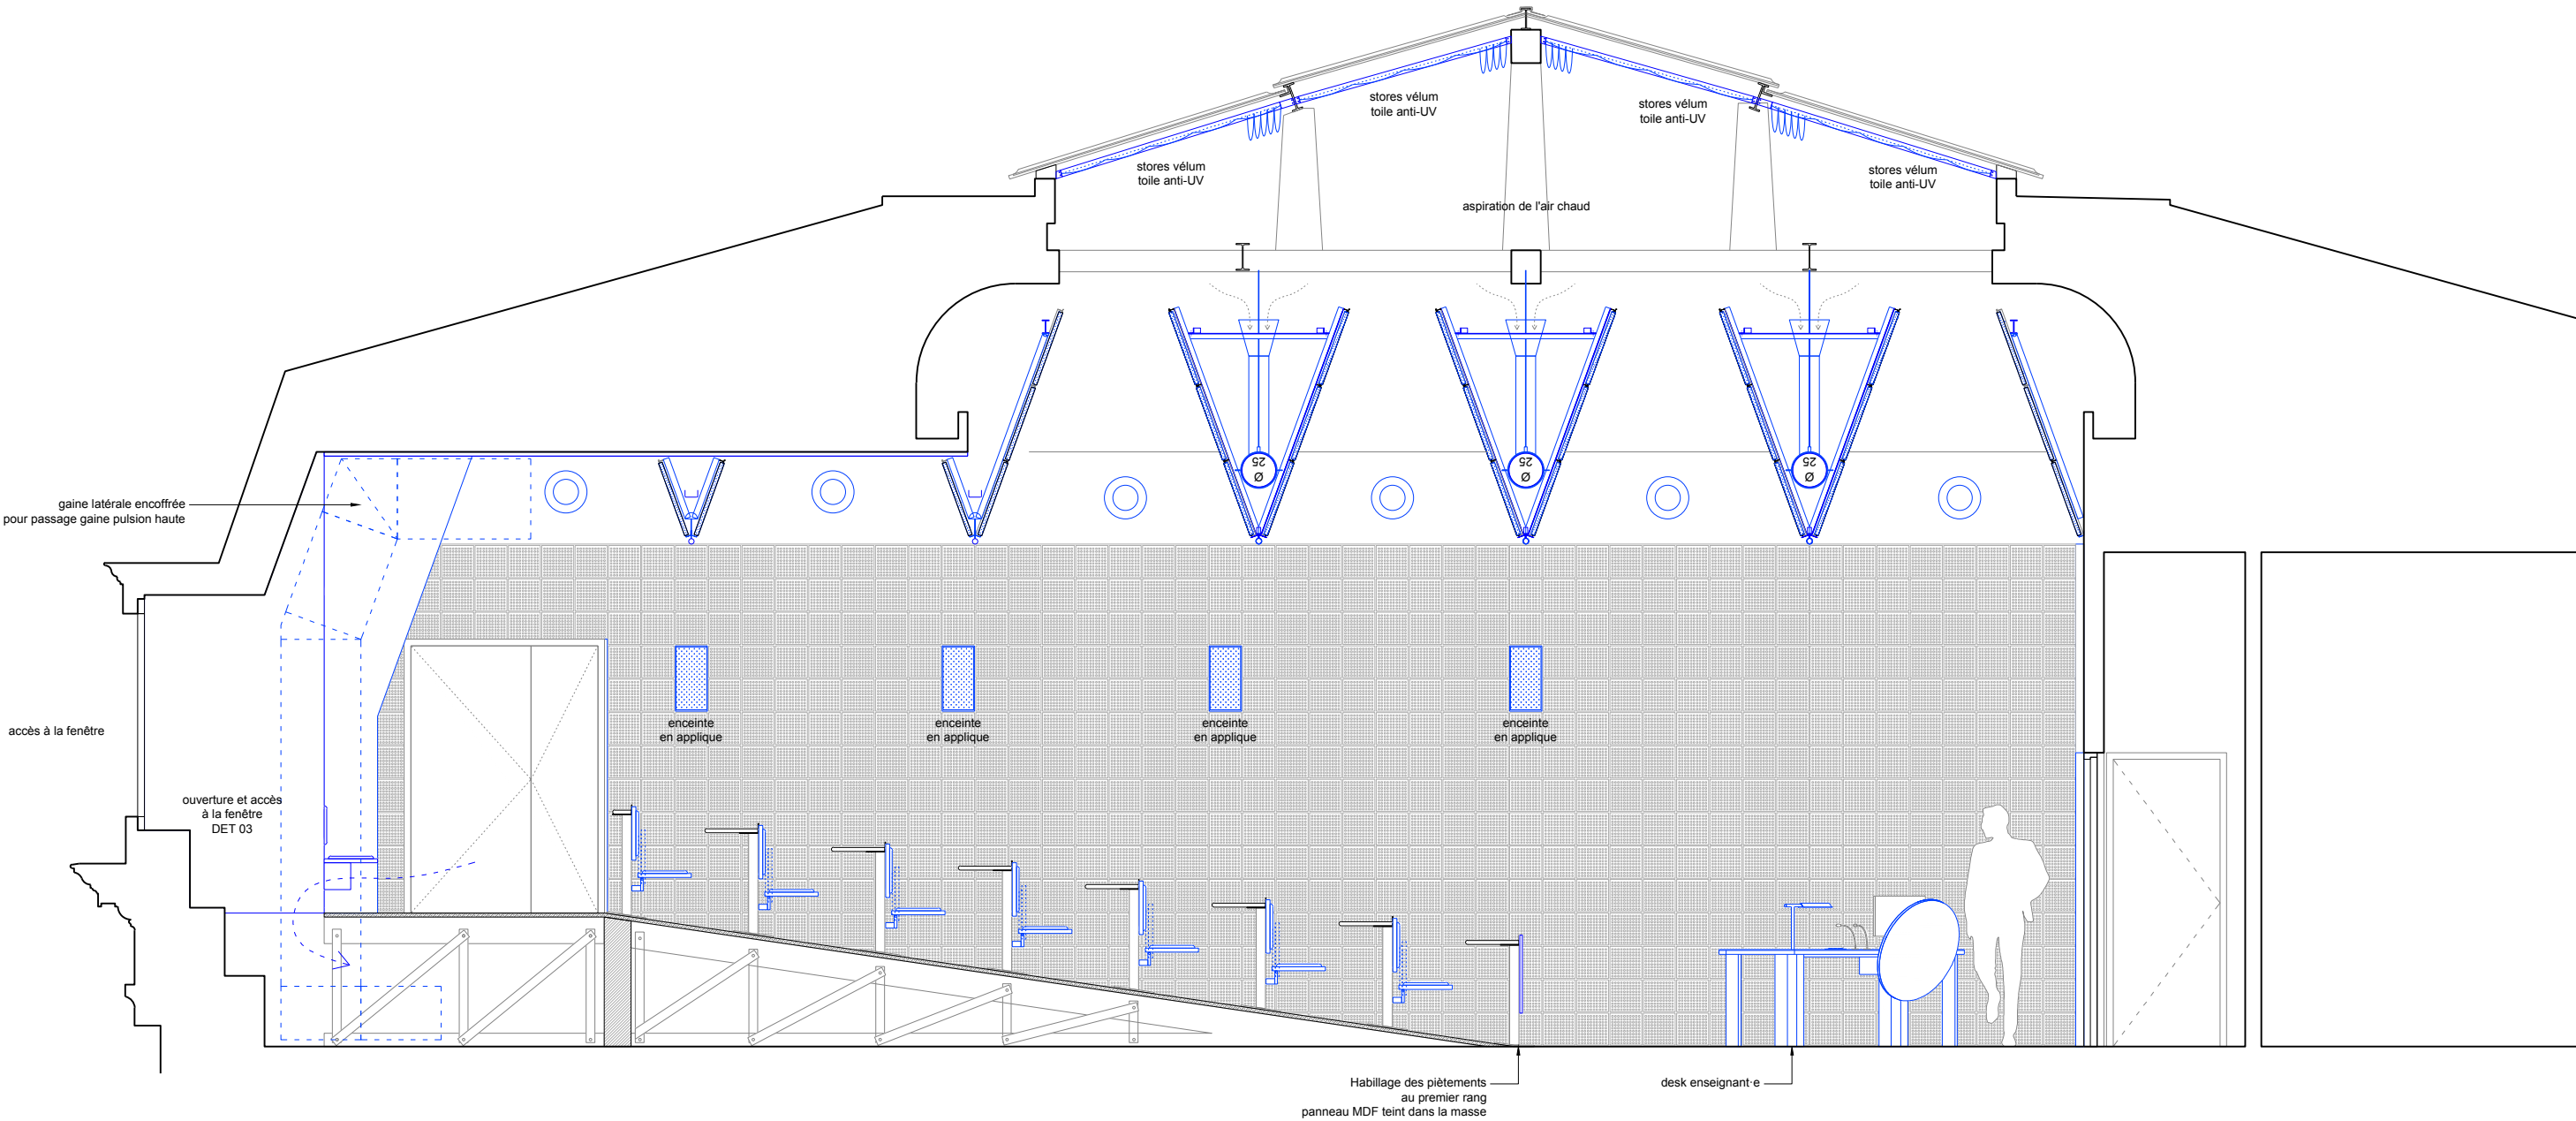 stores vélum
toile anti-UV
stores vélum
toile anti-UV
stores vélum
toile anti-UV
stores vélum
toile anti-UV
aspiration de l'air chaud
Ø 25
Ø 25
Ø 25
gaine latérale encoffrée
pour passage gaine pulsion haute
accès à la fenêtre
enceinte
en applique
enceinte
en applique
enceinte
en applique
enceinte
en applique
ouverture et accès
à la fenêtre
DET 03
Habillage des piètements
au premier rang
panneau MDF teint dans la masse
desk enseignant·e